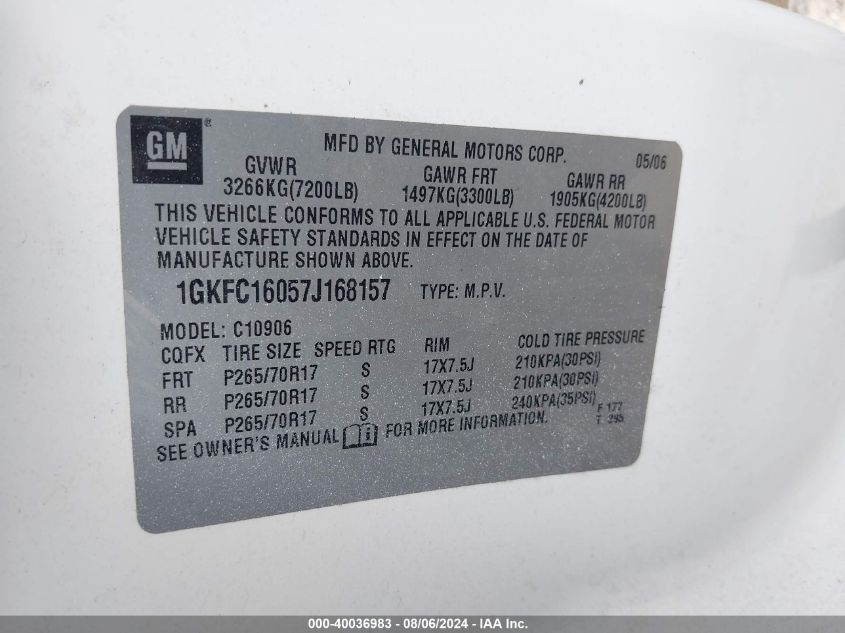 GM ®
MFD BY GENERAL MOTORS CORP. 05/06
GVWR GAWR FRT GAWR RR
3266KG(7200LB) 1497KG(3300LB) 1905KG(4200LB)
THIS VEHICLE CONFORMS TO ALL APPLICABLE U.S. FEDERAL MOTOR
VEHICLE SAFETY STANDARDS IN EFFECT ON THE DATE OF
MANUFACTURE SHOWN ABOVE.
1GKFC16057J168157 TYPE: M.P.V.
MODEL: C10906
CQFX TIRE SIZE SPEED RTG RIM COLD TIRE PRESSURE
FRT P265/70R17 S 17X7.5J 210KPA(30PSI)
RR P265/70R17 S 17X7.5J 210KPA(30PSI)
SPA P265/70R17 S 17X7.5J 240KPA(35PSI)
SEE OWNER'S MANUAL FOR MORE INFORMATION.
F 177
T 295
000-40036983 - 08/06/2024 - IAA Inc.